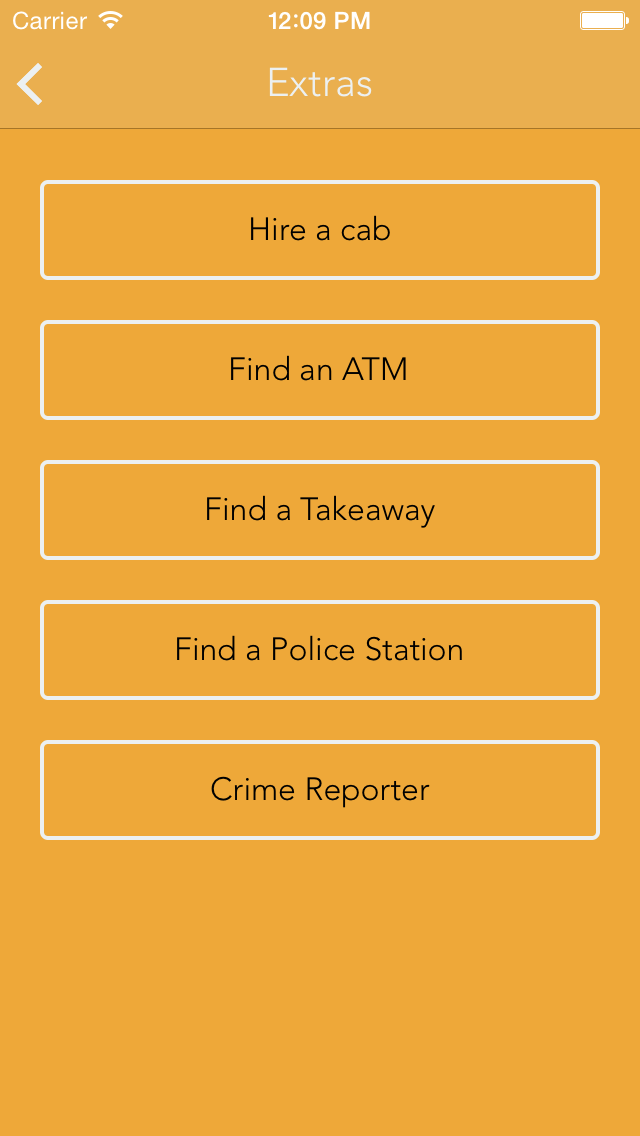 Carrier 12:09 PM
Extras
Hire a cab
Find an ATM
Find a Takeaway
Find a Police Station
Crime Reporter